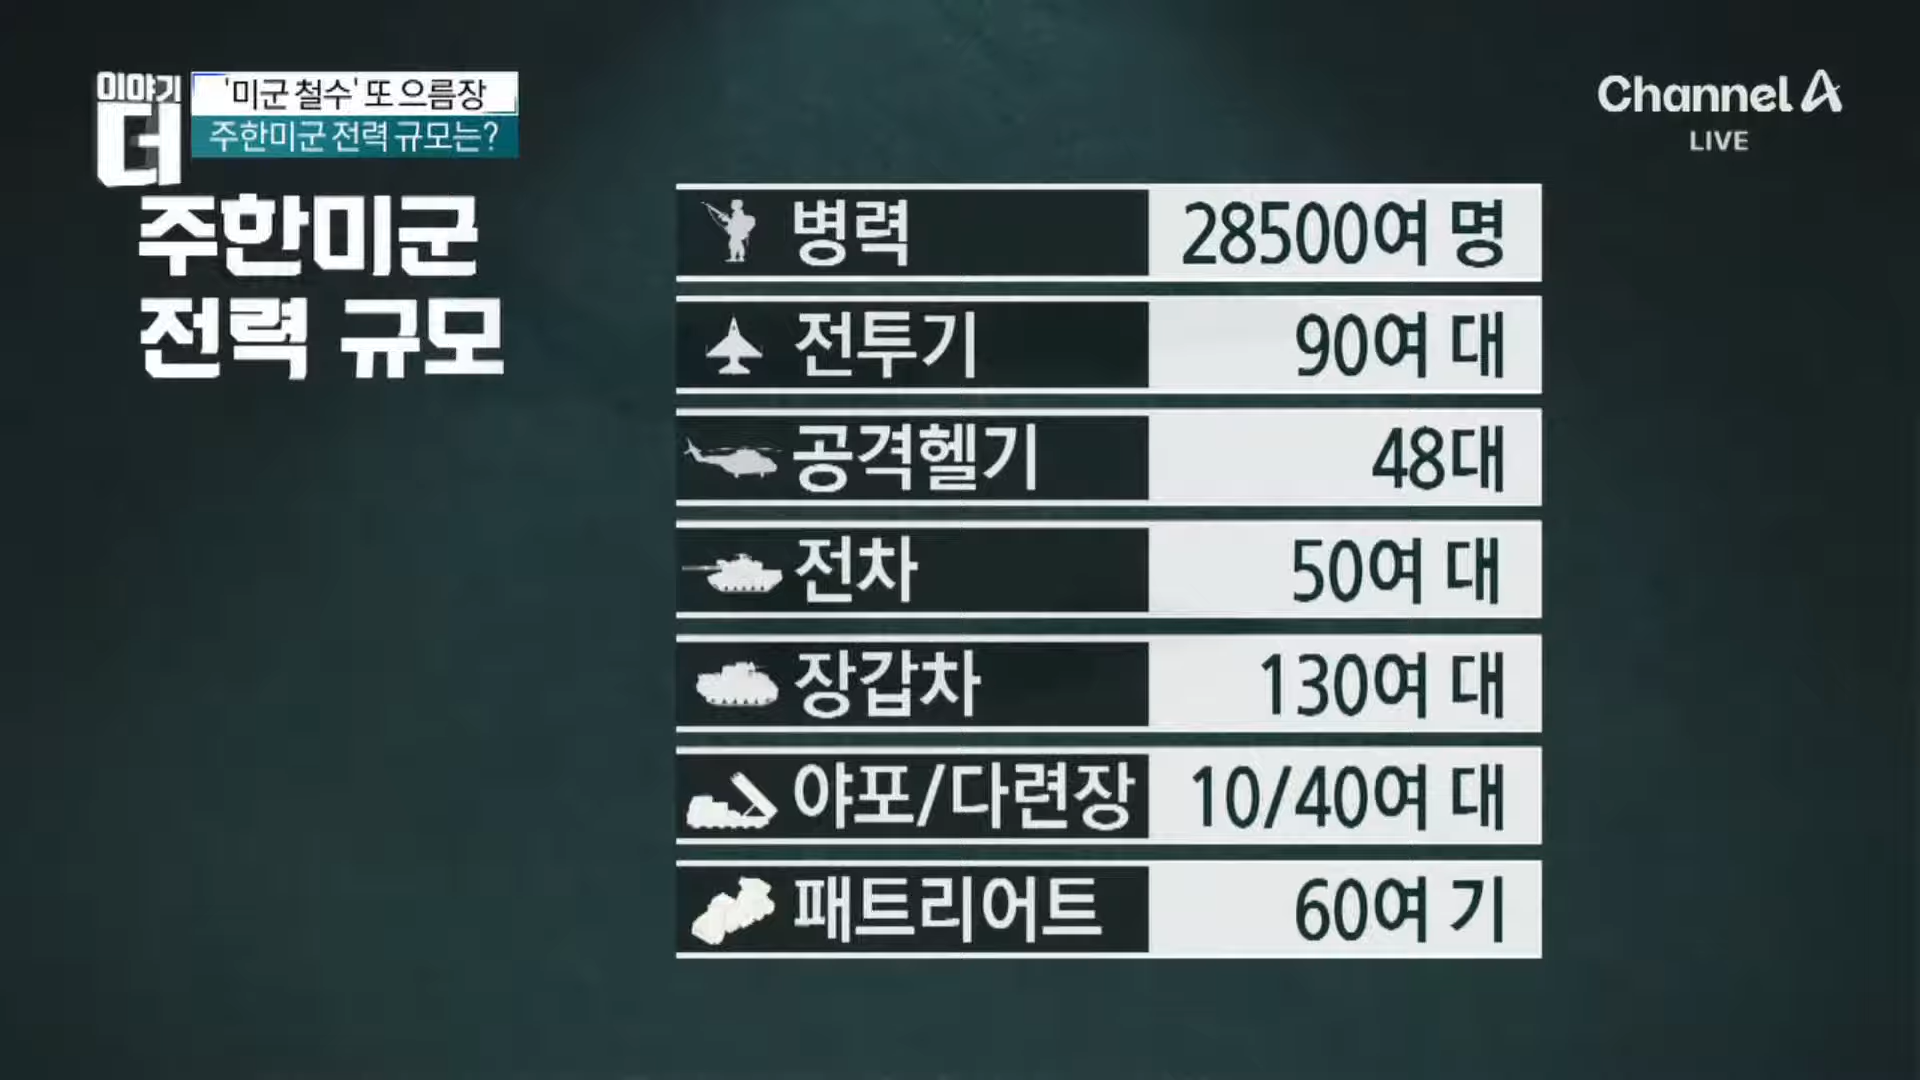 이야기
더
'미군 철수' 또 으름장
주한미군 전력 규모는?
Channel A
LIVE
주한미군
전력 규모
병력 28500여 명
전투기 90여 대
공격헬기 48대
전차 50여 대
장갑차 130여 대
야포/다련장 10/40여 대
패트리어트 60여 기